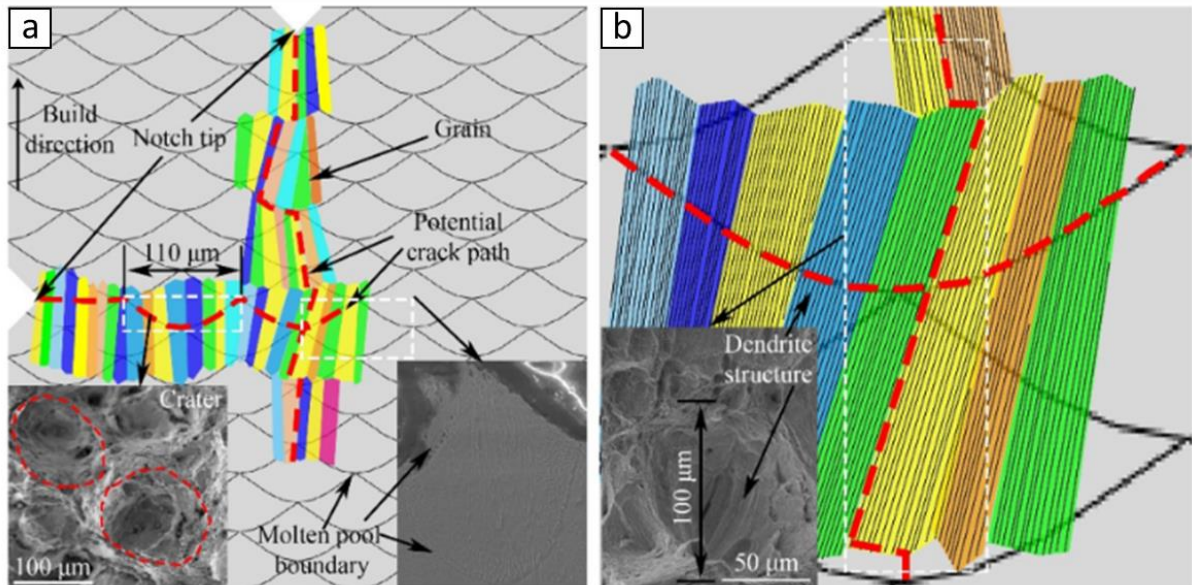 a
Build
direction
Notch tip
Grain
Potential
crack path
110 μm
Crater
100 μm
Molten pool
boundary
b
Dendrite
structure
100 μm
50 μm